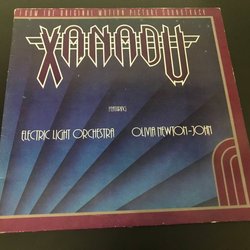 FROM THE ORIGINAL MOTION PICTURE SOUNDTRACK
XANADU
FEATURING
ELECTRIC LIGHT ORCHESTRA OLIVIA NEWTON-JOHN